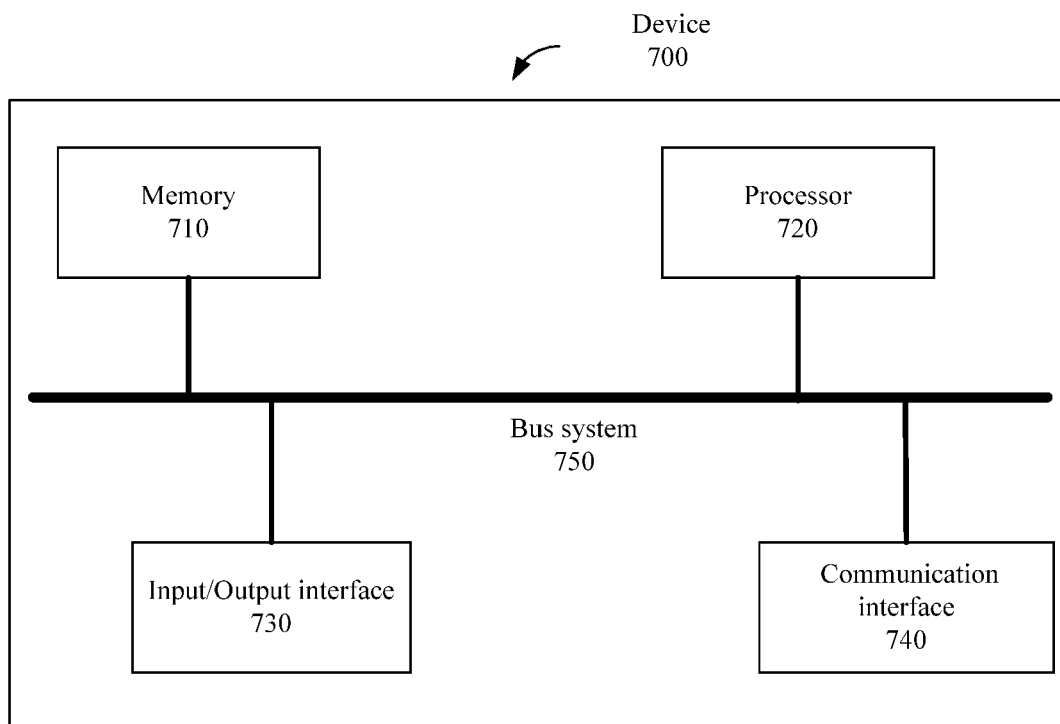 Device
700
Memory
710
Processor
720
Bus system
750
Input/Output interface
730
Communication
interface
740